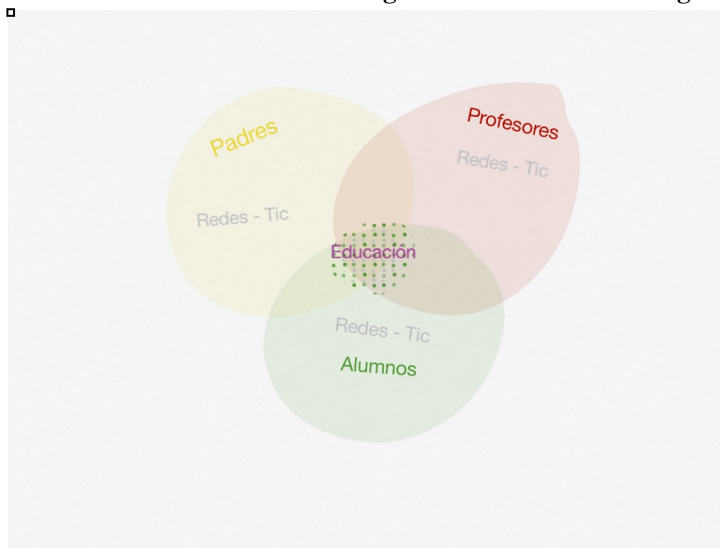 Padres
Profesores
Redes - Tic
Redes - Tic
Educación
Redes - Tic
Alumnos